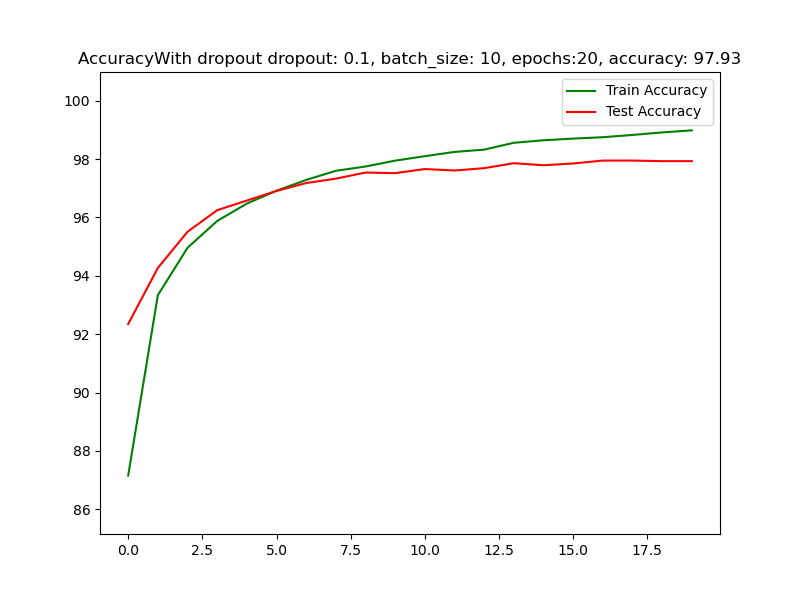 AccuracyWith dropout dropout: 0.1, batch_size: 10, epochs:20, accuracy: 97.93
Train Accuracy
Test Accuracy
100
98
96
94
92
90
88
86
0.0 2.5 5.0 7.5 10.0 12.5 15.0 17.5